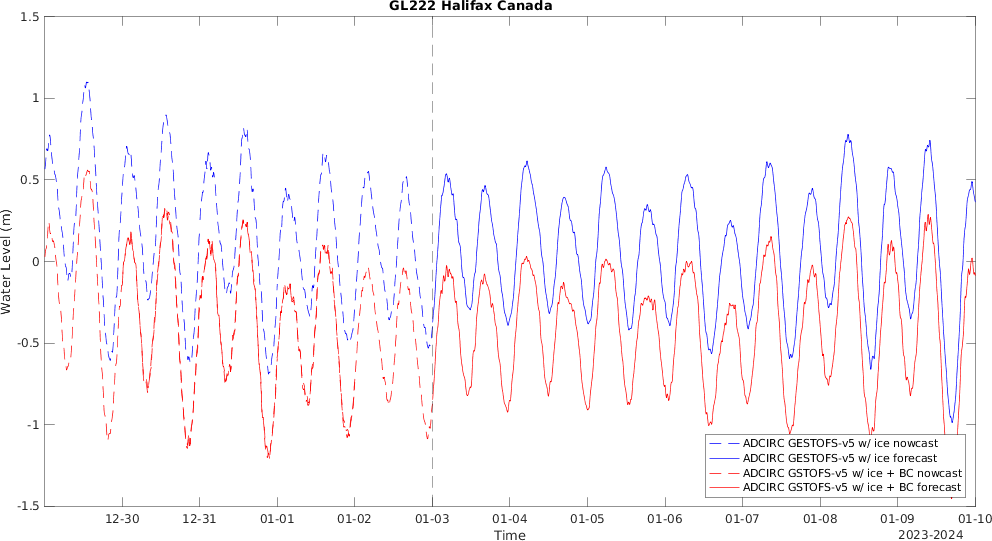 GL222 Halifax Canada
1.5
1
0.5
0
-0.5
-1
-1.5
Water Level (m)
ADCIRC GESTOFS-v5 w/ ice nowcast
ADCIRC GESTOFS-v5 w/ ice forecast
ADCIRC GSTOFS-v5 w/ ice + BC nowcast
ADCIRC GSTOFS-v5 w/ ice + BC forecast
12-30 12-31 01-01 01-02 01-03 01-04 01-05 01-06 01-07 01-08 01-09 01-10
Time
2023-2024